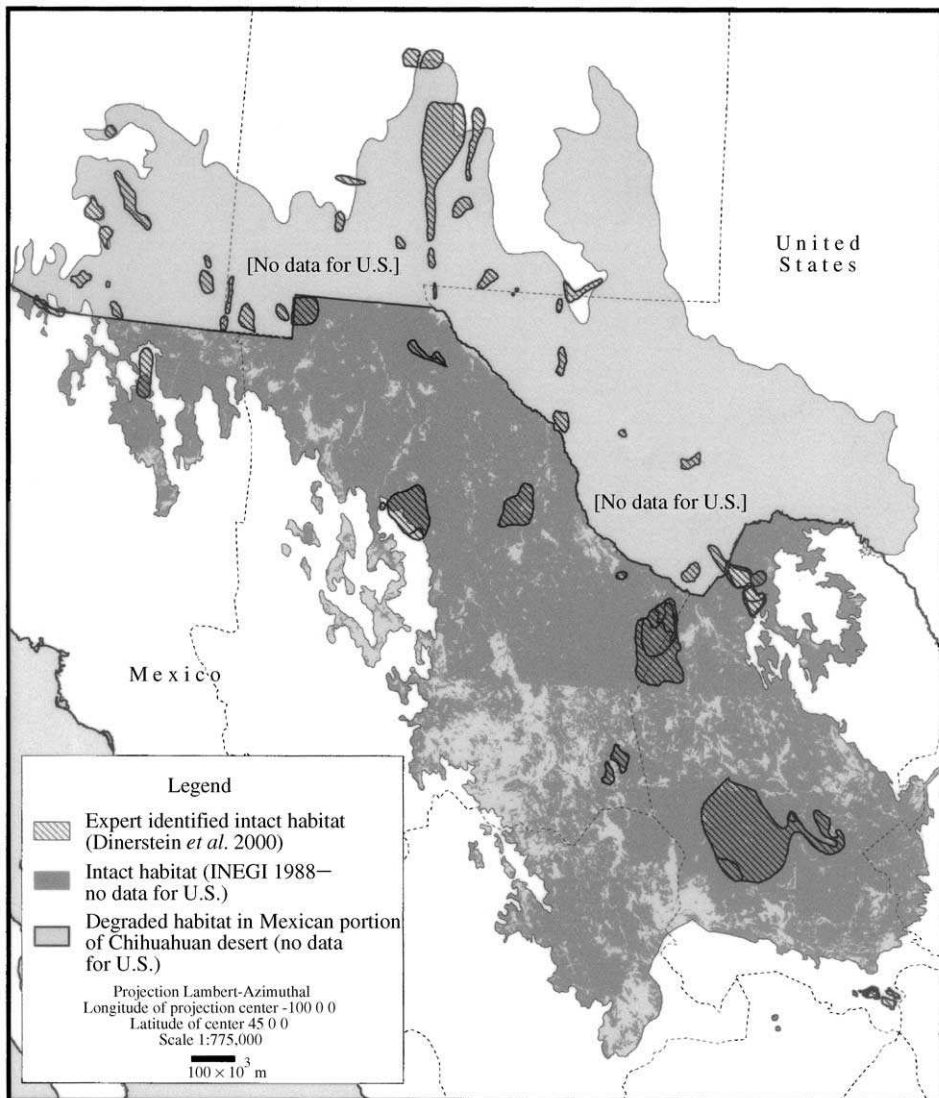 United
States
[No data for U.S.]
[No data for U.S.]
Mexico
Legend
Expert identified intact habitat
(Dinerstein et al. 2000)
Intact habitat (INEGI 1988—
no data for U.S.)
Degraded habitat in Mexican portion
of Chihuahuan desert (no data
for U.S.)
Projection Lambert-Azimuthal
Longitude of projection center -100 0 0
Latitude of center 45 0 0
Scale 1:775,000
100 × 10³ m